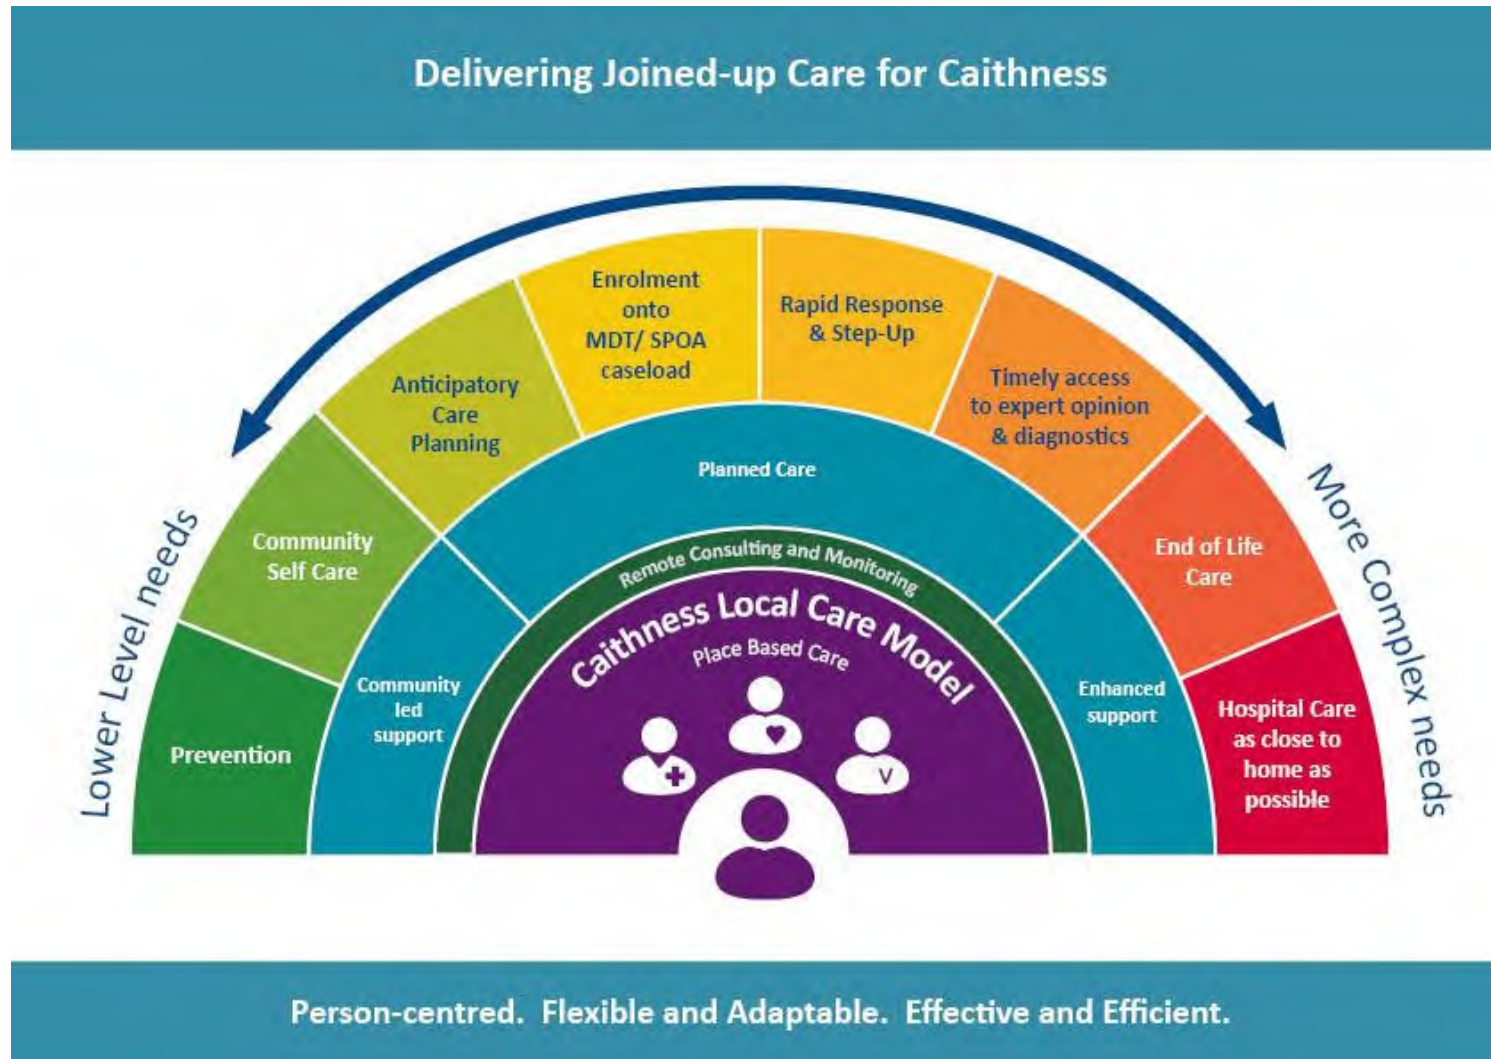 Delivering Joined-up Care for Caithness
Lower Level needs
More Complex needs
Prevention
Community
Self Care
Anticipatory
Care
Planning
Enrolment
onto
MDT/ SPOA
caseload
Rapid Response
& Step-Up
Timely access
to expert opinion
& diagnostics
End of Life
Care
Hospital Care
as close to
home as
possible
Community
led
support
Planned Care
Enhanced
support
Remote Consulting and Monitoring
Caithness Local Care Model
Place Based Care
V
Person-centred.  Flexible and Adaptable.  Effective and Efficient.